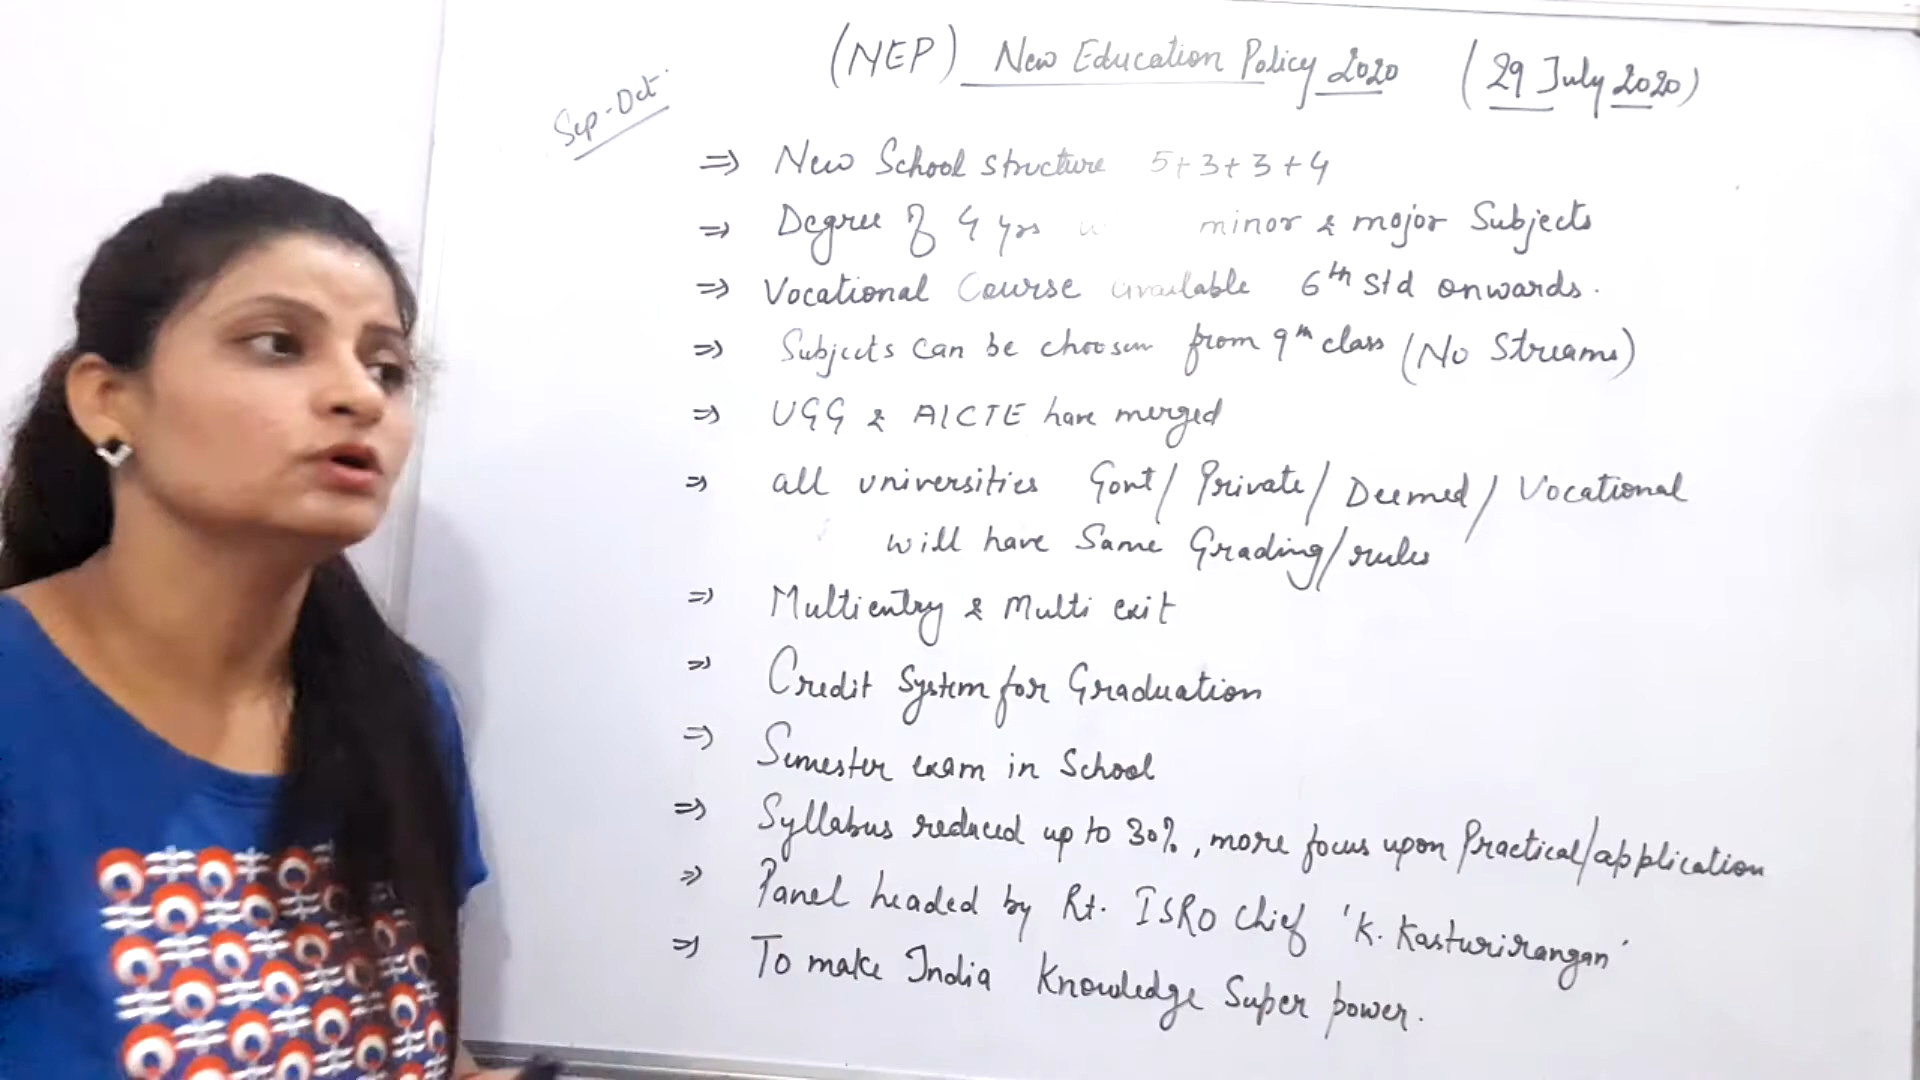 (NEP) New Education Policy 2020 (29 July 2020)
Sep-Oct.
⇒ New School structure 5+3+3+4
⇒ Degree of 4 yrs minor & major Subjects
⇒ Vocational Course available 6th Std onwards.
⇒ Subjects can be choosen from 9th class (No Streams)
⇒ UGG & AICTE have merged
⇒ all universities Govt/ Private/ Deemed/ Vocational
will have Same Grading/rules
⇒ Multientry & Multi exit
⇒ Credit System for Graduation
⇒ Semester exam in School
⇒ Syllabus reduced up to 30%, more focus upon Practical/application
⇒ Panel headed by Rt. ISRO Chief 'K. Kasturirangan'
⇒ To make India Knowledge Super power.